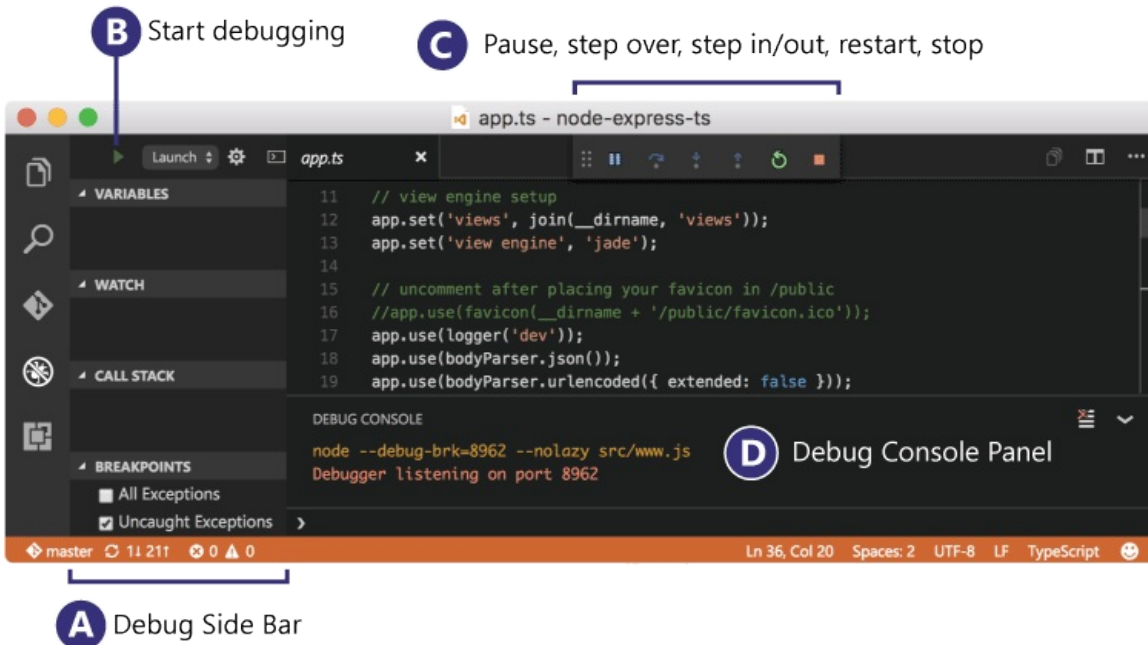 B Start debugging
C Pause, step over, step in/out, restart, stop
app.ts - node-express-ts
Launch
app.ts
VARIABLES
WATCH
CALL STACK
BREAKPOINTS
All Exceptions
Uncaught Exceptions
11 // view engine setup
12 app.set('views', join(__dirname, 'views'));
13 app.set('view engine', 'jade');
14
15 // uncomment after placing your favicon in /public
16 //app.use(favicon(__dirname + '/public/favicon.ico'));
17 app.use(logger('dev'));
18 app.use(bodyParser.json());
19 app.use(bodyParser.urlencoded({ extended: false }));
DEBUG CONSOLE
node --debug-brk=8962 --nolazy src/www.js
Debugger listening on port 8962
D Debug Console Panel
master 1↓ 21↑ 0 0 Ln 36, Col 20 Spaces: 2 UTF-8 LF TypeScript
A Debug Side Bar